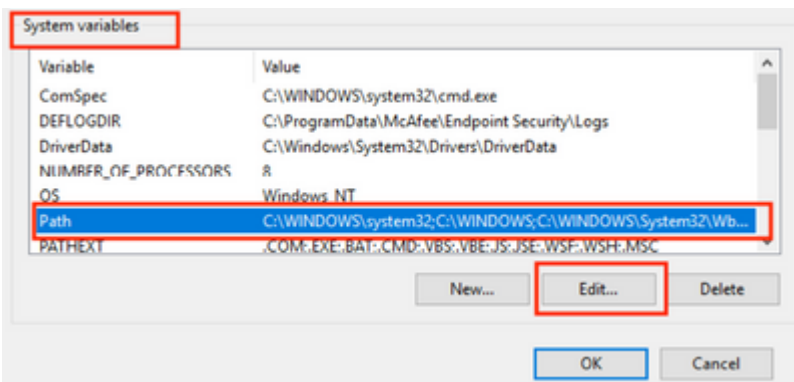 System variables
Variable Value
ComSpec C:\WINDOWS\system32\cmd.exe
DEFLOGDIR C:\ProgramData\McAfee\Endpoint Security\Logs
DriverData C:\Windows\System32\Drivers\DriverData
NUMBER_OF_PROCESSORS 8
OS Windows_NT
Path C:\WINDOWS\system32;C:\WINDOWS;C:\WINDOWS\System32\Wb...
PATHEXT .COM;.EXE;.BAT;.CMD;.VBS;.VBE;.JS;.JSE;.WSF;.WSH;.MSC
New... Edit... Delete
OK Cancel